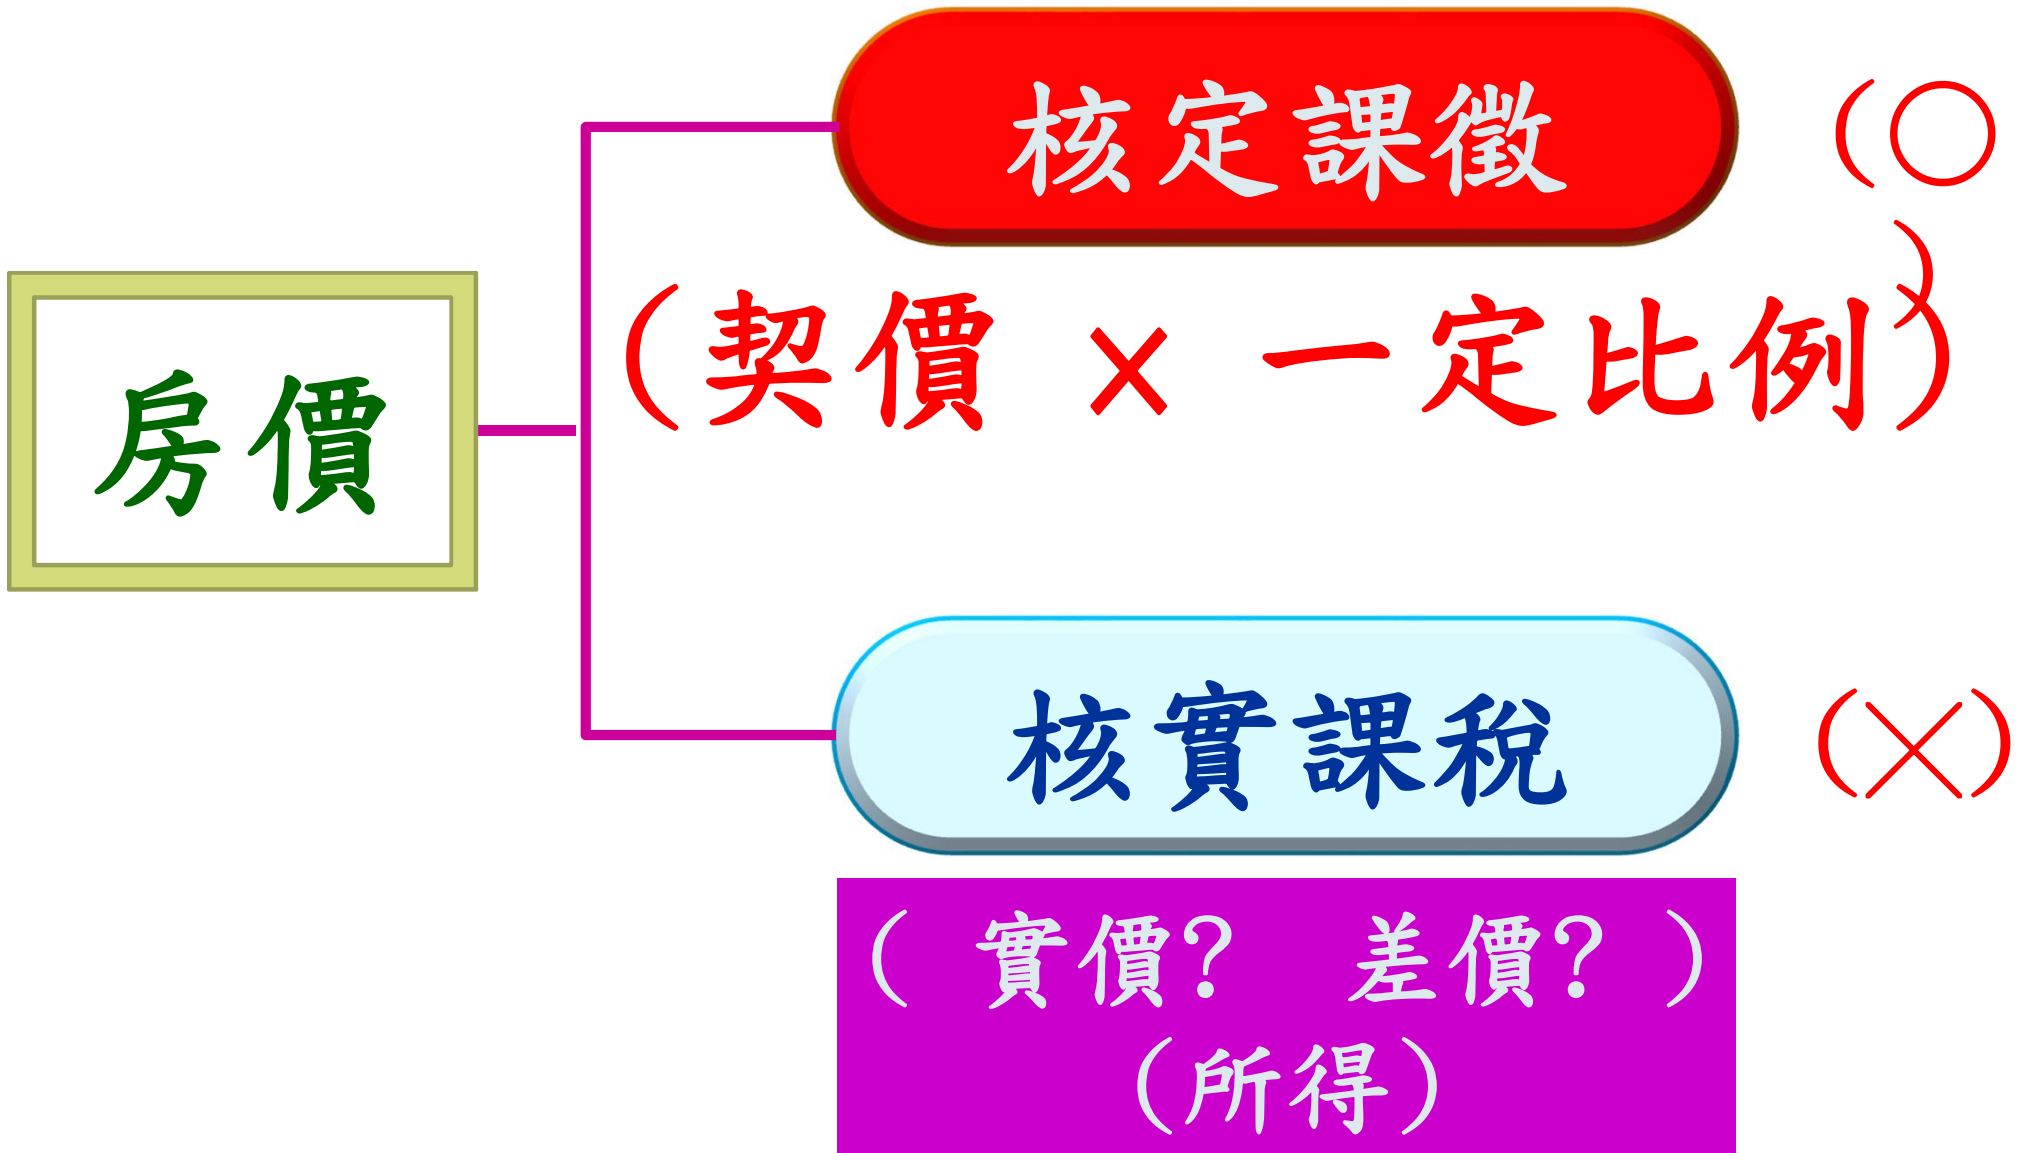 房價
核定課徵
(○)
(契價 × 一定比例)
核實課稅
(×)
( 實價? 差價? )
(所得)